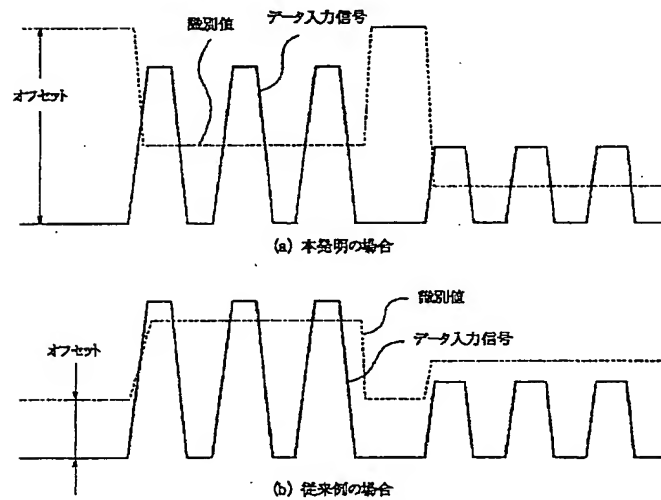 識別値
データ入力信号
オフセット
(a) 本発明の場合
識別値
オフセット
データ入力信号
(b) 従来例の場合